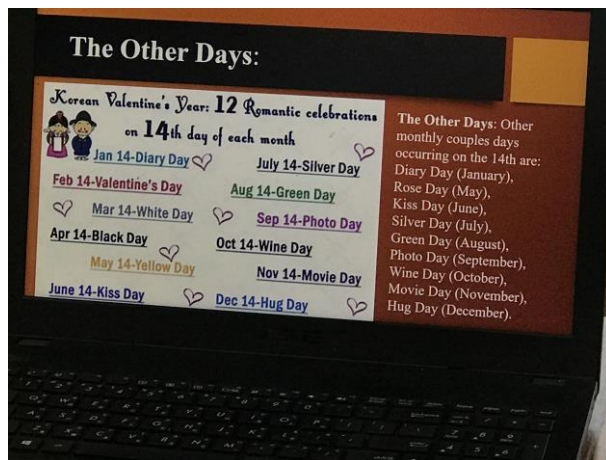 The Other Days:
Korean Valentine's Year: 12 Romantic celebrations
on 14th day of each month
Jan 14-Diary Day
Feb 14-Valentine's Day
Mar 14-White Day
Apr 14-Black Day
May 14-Yellow Day
June 14-Kiss Day
July 14-Silver Day
Aug 14-Green Day
Sep 14-Photo Day
Oct 14-Wine Day
Nov 14-Movie Day
Dec 14-Hug Day
The Other Days: Other
monthly couples days
occurring on the 14th are:
Diary Day (January),
Rose Day (May),
Kiss Day (June),
Silver Day (July),
Green Day (August),
Photo Day (September),
Wine Day (October),
Movie Day (November),
Hug Day (December).